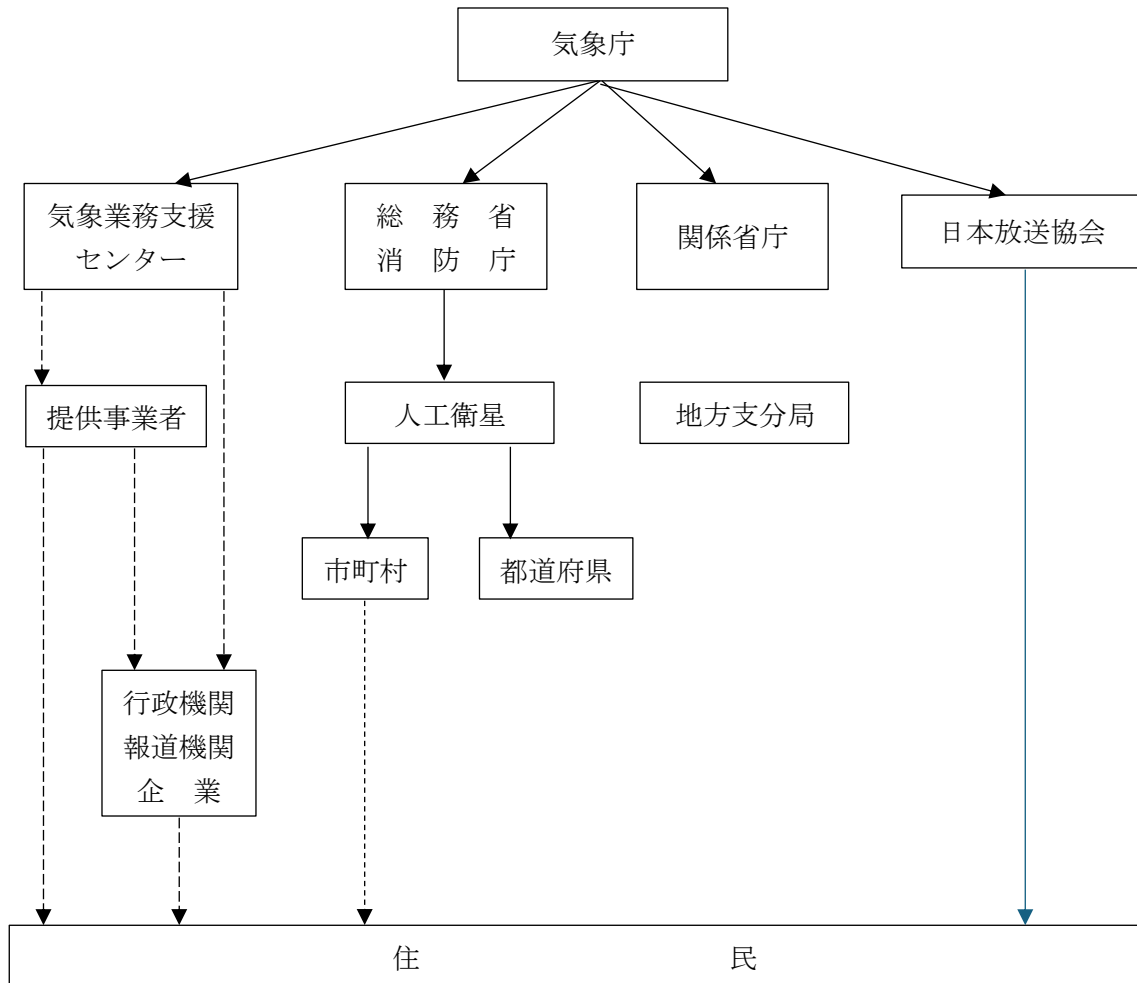 気象庁
気象業務支援
センター
総　務　省
消　防　庁
関係省庁
日本放送協会
提供事業者
人工衛星
地方支分局
市町村
都道府県
行政機関
報道機関
企　業
住　民